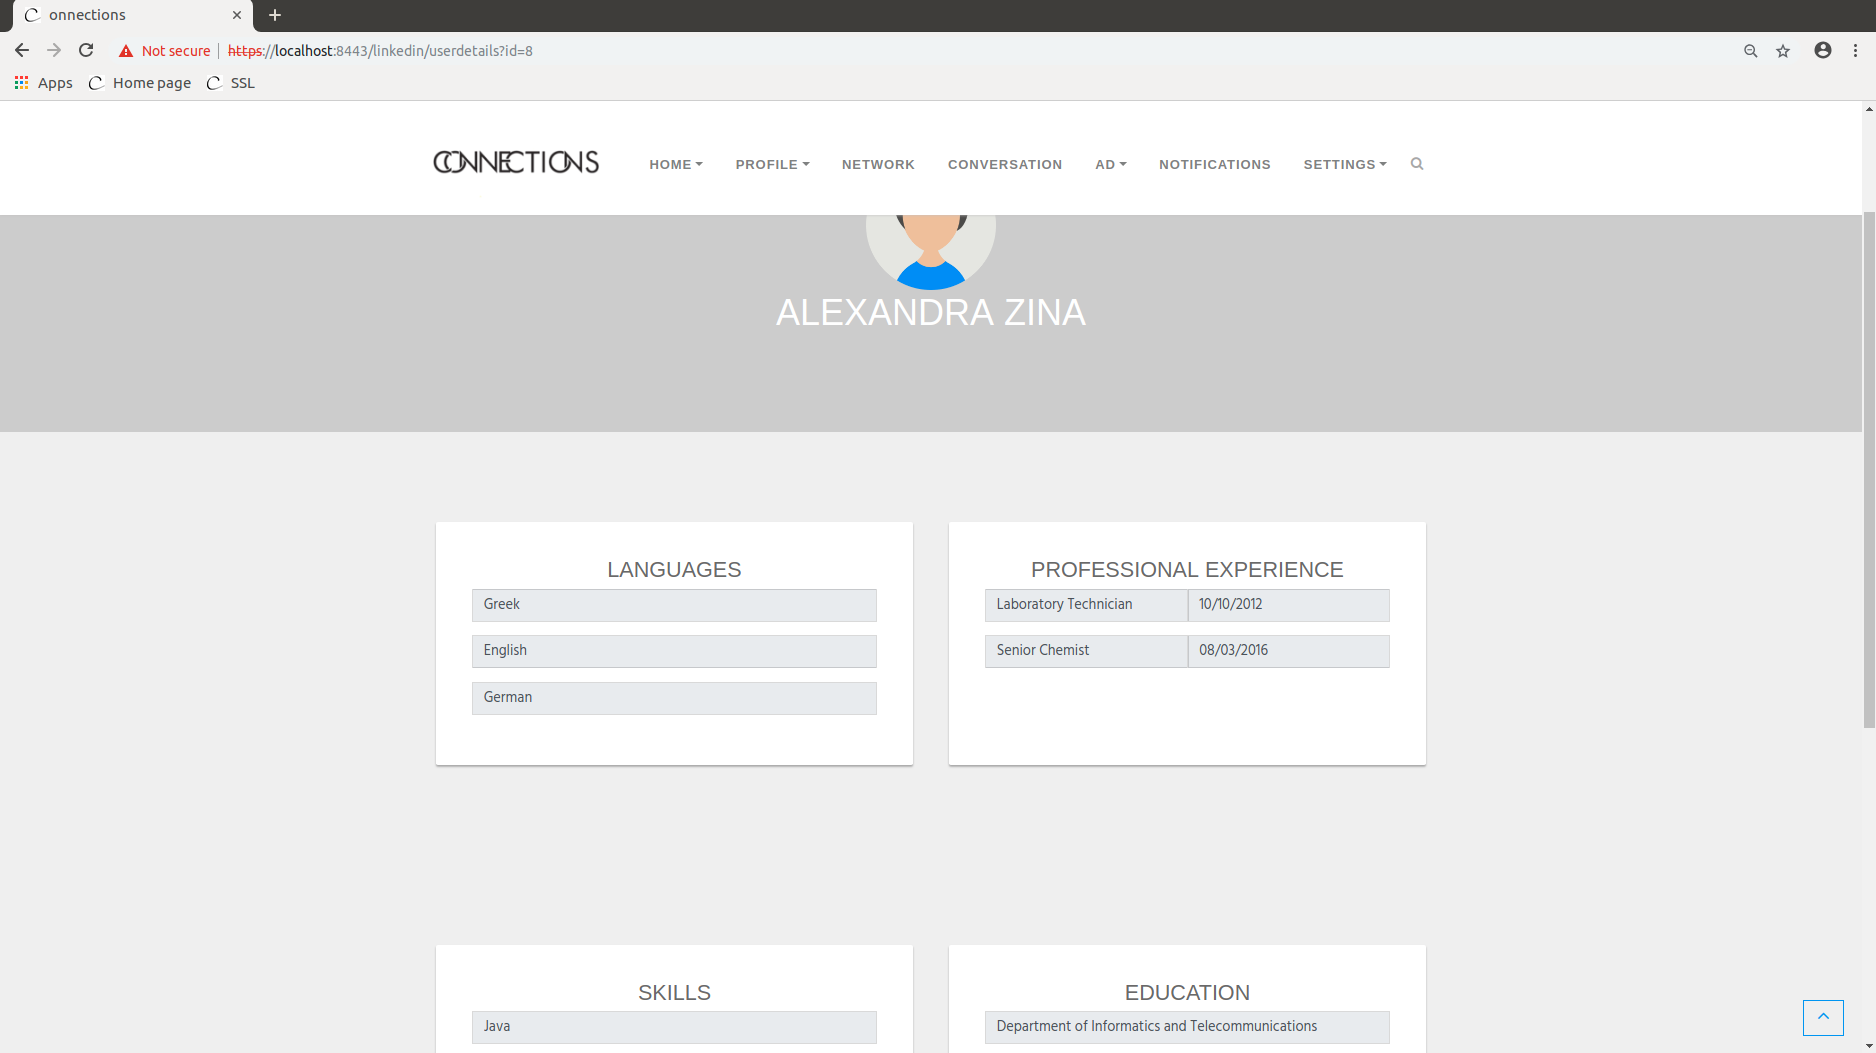 onnections
Not secure https://localhost:8443/linkedin/userdetails?id=8
Apps Home page SSL
CONNECTIONS HOME PROFILE NETWORK CONVERSATION AD NOTIFICATIONS SETTINGS
ALEXANDRA ZINA
LANGUAGES
Greek
English
German
PROFESSIONAL EXPERIENCE
Laboratory Technician 10/10/2012
Senior Chemist 08/03/2016
SKILLS
Java
EDUCATION
Department of Informatics and Telecommunications